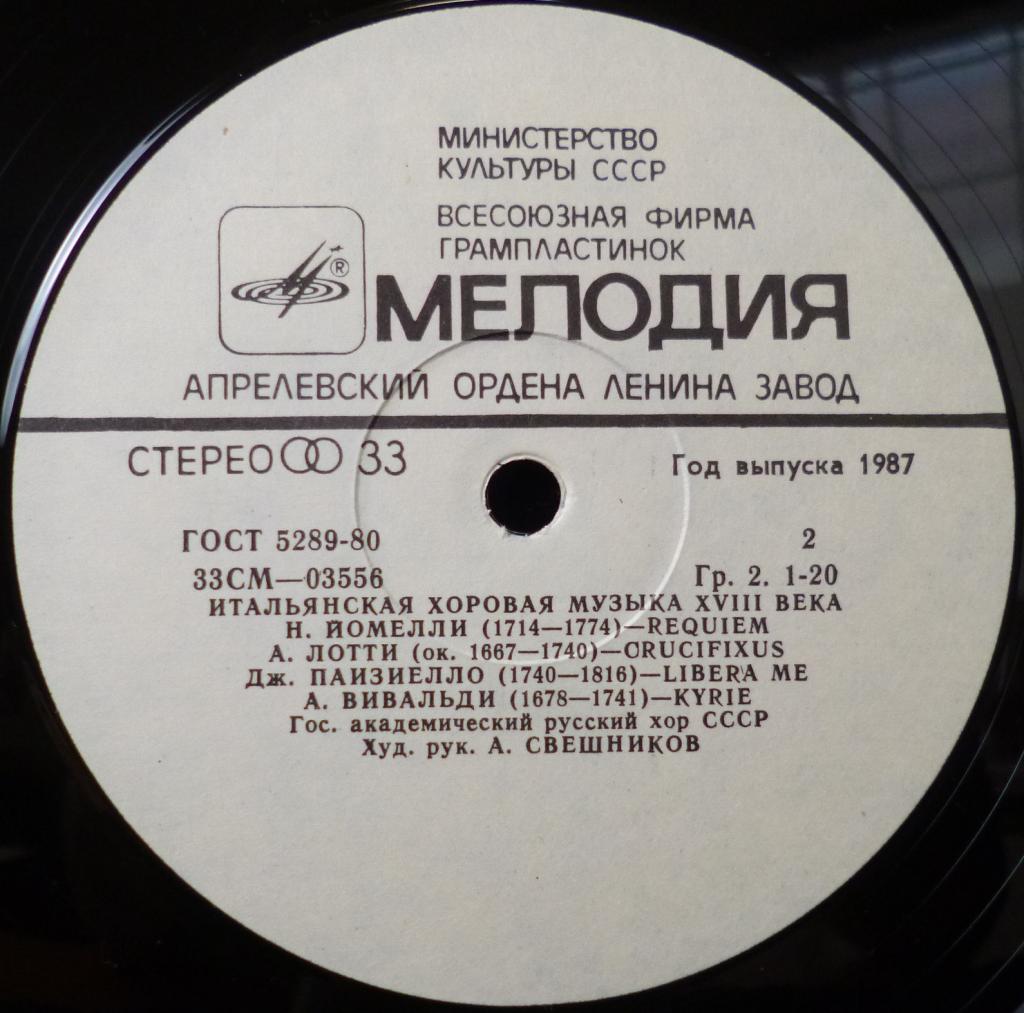 МИНИСТЕРСТВО
КУЛЬТУРЫ СССР
ВСЕСОЮЗНАЯ ФИРМА
ГРАМПЛАСТИНОК
®
МЕЛОДИЯ
АПРЕЛЕВСКИЙ ОРДЕНА ЛЕНИНА ЗАВОД
СТЕРЕО 33
Год выпуска 1987
ГОСТ 5289-80 2
33СМ—03556 Гр. 2. 1-20
ИТАЛЬЯНСКАЯ ХОРОВАЯ МУЗЫКА XVIII ВЕКА
Н. ЙОМЕЛЛИ (1714—1774)—REQUIEM
А. ЛОТТИ (ок. 1667—1740)—CRUCIFIXUS
Дж. ПАИЗИЕЛЛО (1740—1816)—LIBERA ME
А. ВИВАЛЬДИ (1678—1741)—KYRIE
Гос. академический русский хор СССР
Худ. рук. А. СВЕШНИКОВ